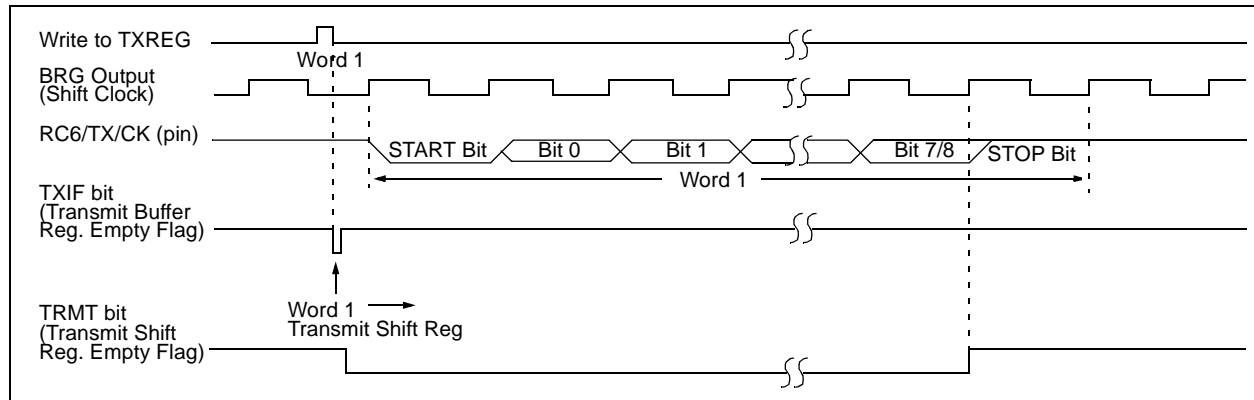 Write to TXREG
Word 1
BRG Output
(Shift Clock)
RC6/TX/CK (pin)
START Bit
Bit 0
Bit 1
Bit 7/8
STOP Bit
Word 1
TXIF bit
(Transmit Buffer
Reg. Empty Flag)
Word 1
Transmit Shift Reg
TRMT bit
(Transmit Shift
Reg. Empty Flag)